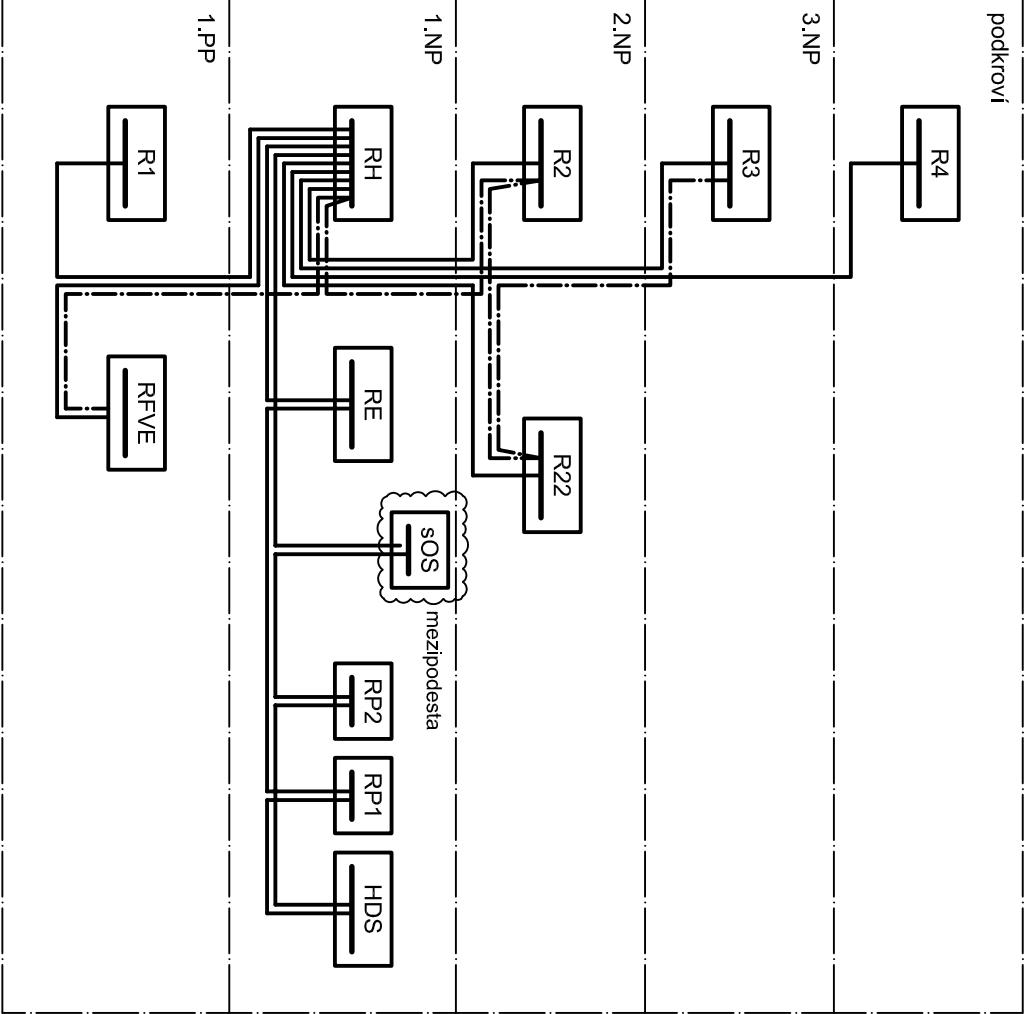 podkroví
R4
3.NP
R3
2.NP
R2
R22
1.NP
RH
RE
sOS
mezipodesta
RP2
RP1
HDS
1.PP
R1
RFVE